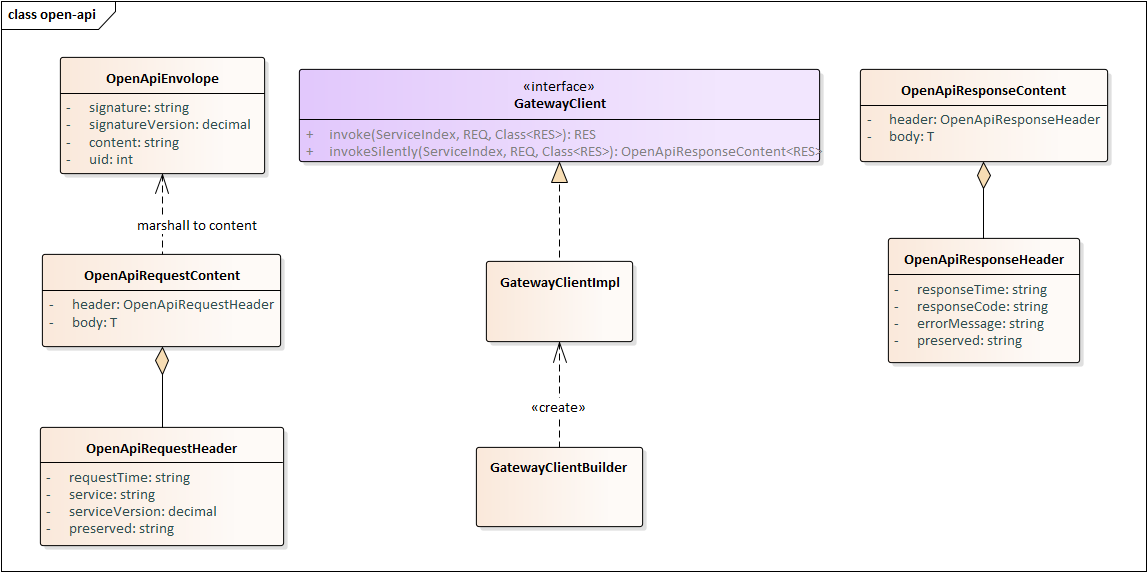 class open-api
OpenApiEnvolope
- signature: string
- signatureVersion: decimal
- content: string
- uid: int
marshall to content
OpenApiRequestContent
- header: OpenApiRequestHeader
- body: T
OpenApiRequestHeader
- requestTime: string
- service: string
- serviceVersion: decimal
- preserved: string
«interface»
GatewayClient
+ invoke(ServiceIndex, REQ, Class<RES>): RES
+ invokeSilently(ServiceIndex, REQ, Class<RES>): OpenApiResponseContent<RES>
GatewayClientImpl
«create»
GatewayClientBuilder
OpenApiResponseContent
- header: OpenApiResponseHeader
- body: T
OpenApiResponseHeader
- responseTime: string
- responseCode: string
- errorMessage: string
- preserved: string